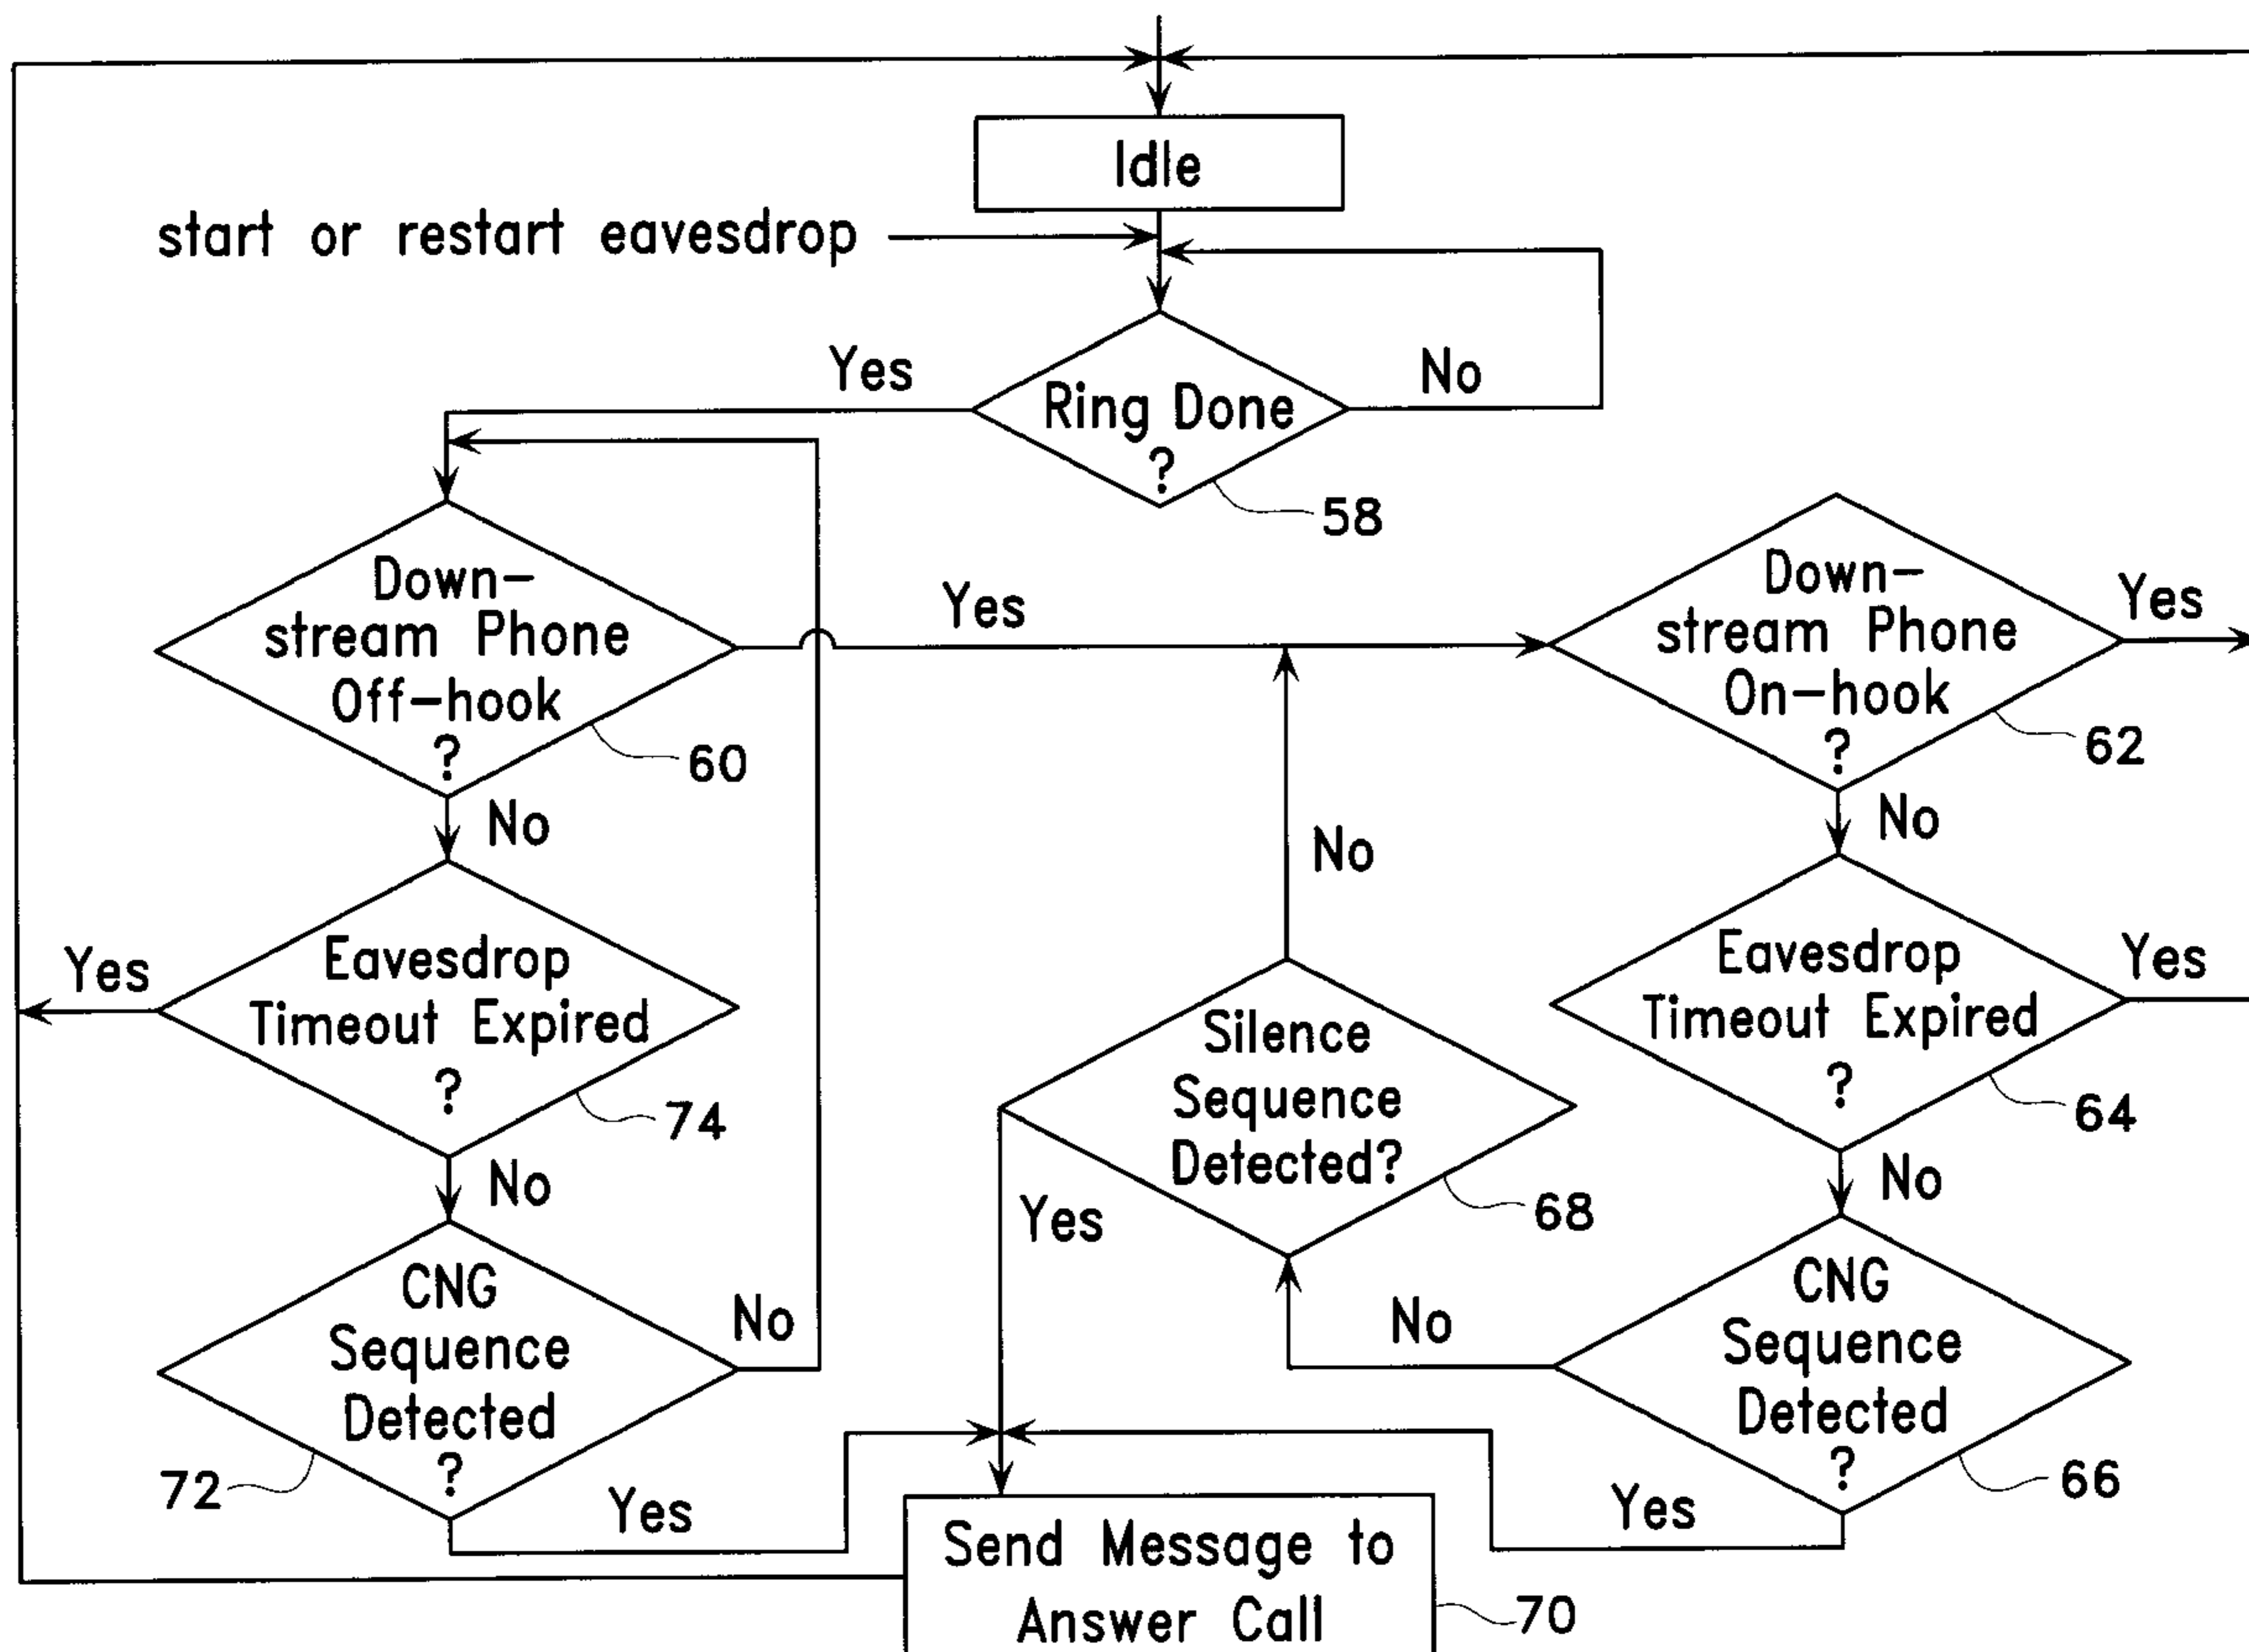 Idle
start or restart eavesdrop
Yes
Ring Done
?
No
58
Down-
stream Phone
Off-hook
?
60
Yes
Down-
stream Phone
On-hook
?
62
Yes
No
No
No
Eavesdrop
Timeout Expired
?
74
Yes
Silence
Sequence
Detected?
68
Yes
Eavesdrop
Timeout Expired
?
64
Yes
No
No
CNG
Sequence
Detected
?
72
No
Yes
No
CNG
Sequence
Detected
?
66
Yes
Send Message to
Answer Call
70